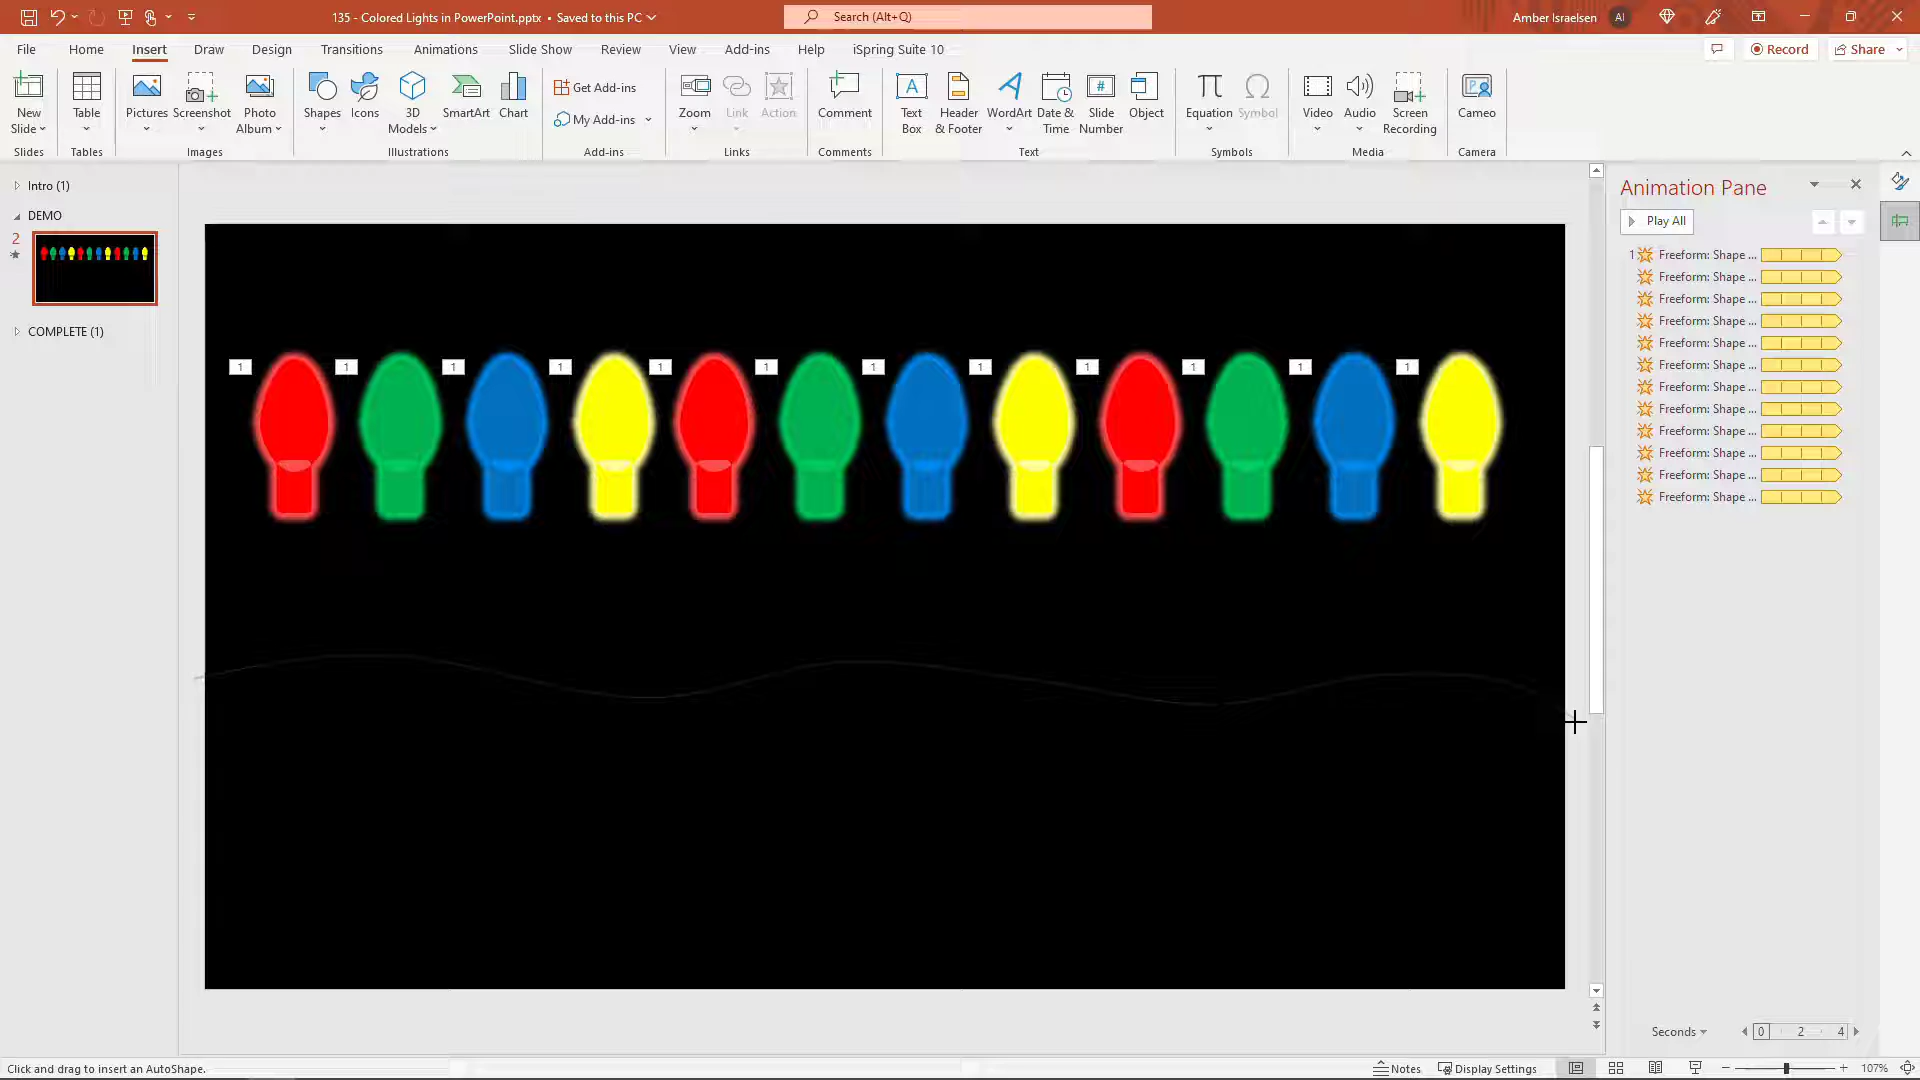 135 - Colored Lights in PowerPoint.pptx • Saved to this PC
Search (Alt+Q)
Amber Israelsen
AI
File
Home
Insert
Draw
Design
Transitions
Animations
Slide Show
Review
View
Add-ins
Help
iSpring Suite 10
Record
Share
New
Slide
Table
Pictures
Screenshot
Photo
Album
Shapes
Icons
3D
Models
SmartArt
Chart
Get Add-ins
My Add-ins
Zoom
Link
Action
Comment
Text
Box
Header
& Footer
WordArt
Date &
Time
Slide
Number
Object
Equation
Symbol
Video
Audio
Screen
Recording
Cameo
Slides
Tables
Images
Illustrations
Add-ins
Links
Comments
Text
Symbols
Media
Camera
Intro (1)
DEMO
2
COMPLETE (1)
1 1 1 1 1 1 1 1 1 1 1 1
Animation Pane
Play All
1 Freeform: Shape ...
Freeform: Shape ...
Freeform: Shape ...
Freeform: Shape ...
Freeform: Shape ...
Freeform: Shape ...
Freeform: Shape ...
Freeform: Shape ...
Freeform: Shape ...
Freeform: Shape ...
Freeform: Shape ...
Freeform: Shape ...
Seconds
0 2 4
Click and drag to insert an AutoShape.
Notes
Display Settings
107%